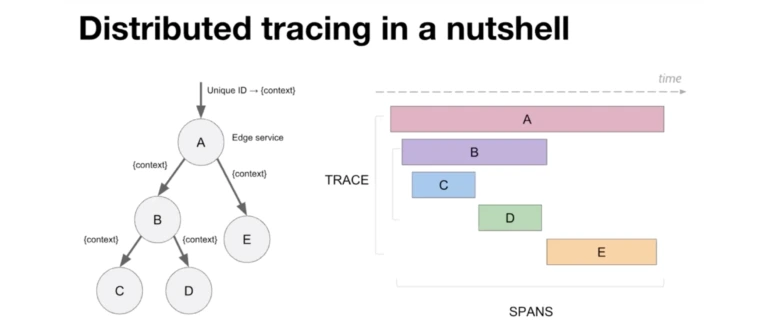 Distributed tracing in a nutshell
Unique ID → {context}
A
Edge service
{context}
{context}
B
E
{context}
{context}
C
D
time
A
B
TRACE
C
D
E
SPANS